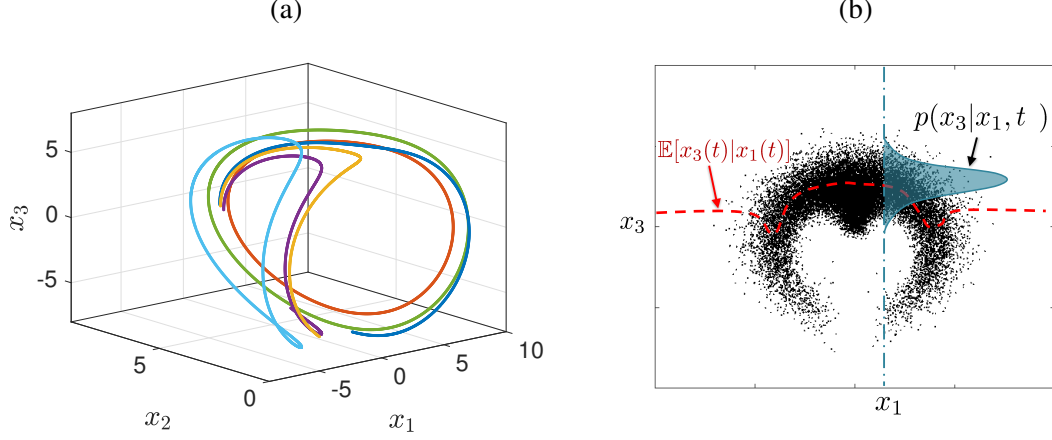 (a)
(b)
5
0
-5
x₃
5
0
x₂
-5
0
5
10
x₁
𝔼[x₃(t)|x₁(t)]
p(x₃|x₁, t )
x₃
x₁